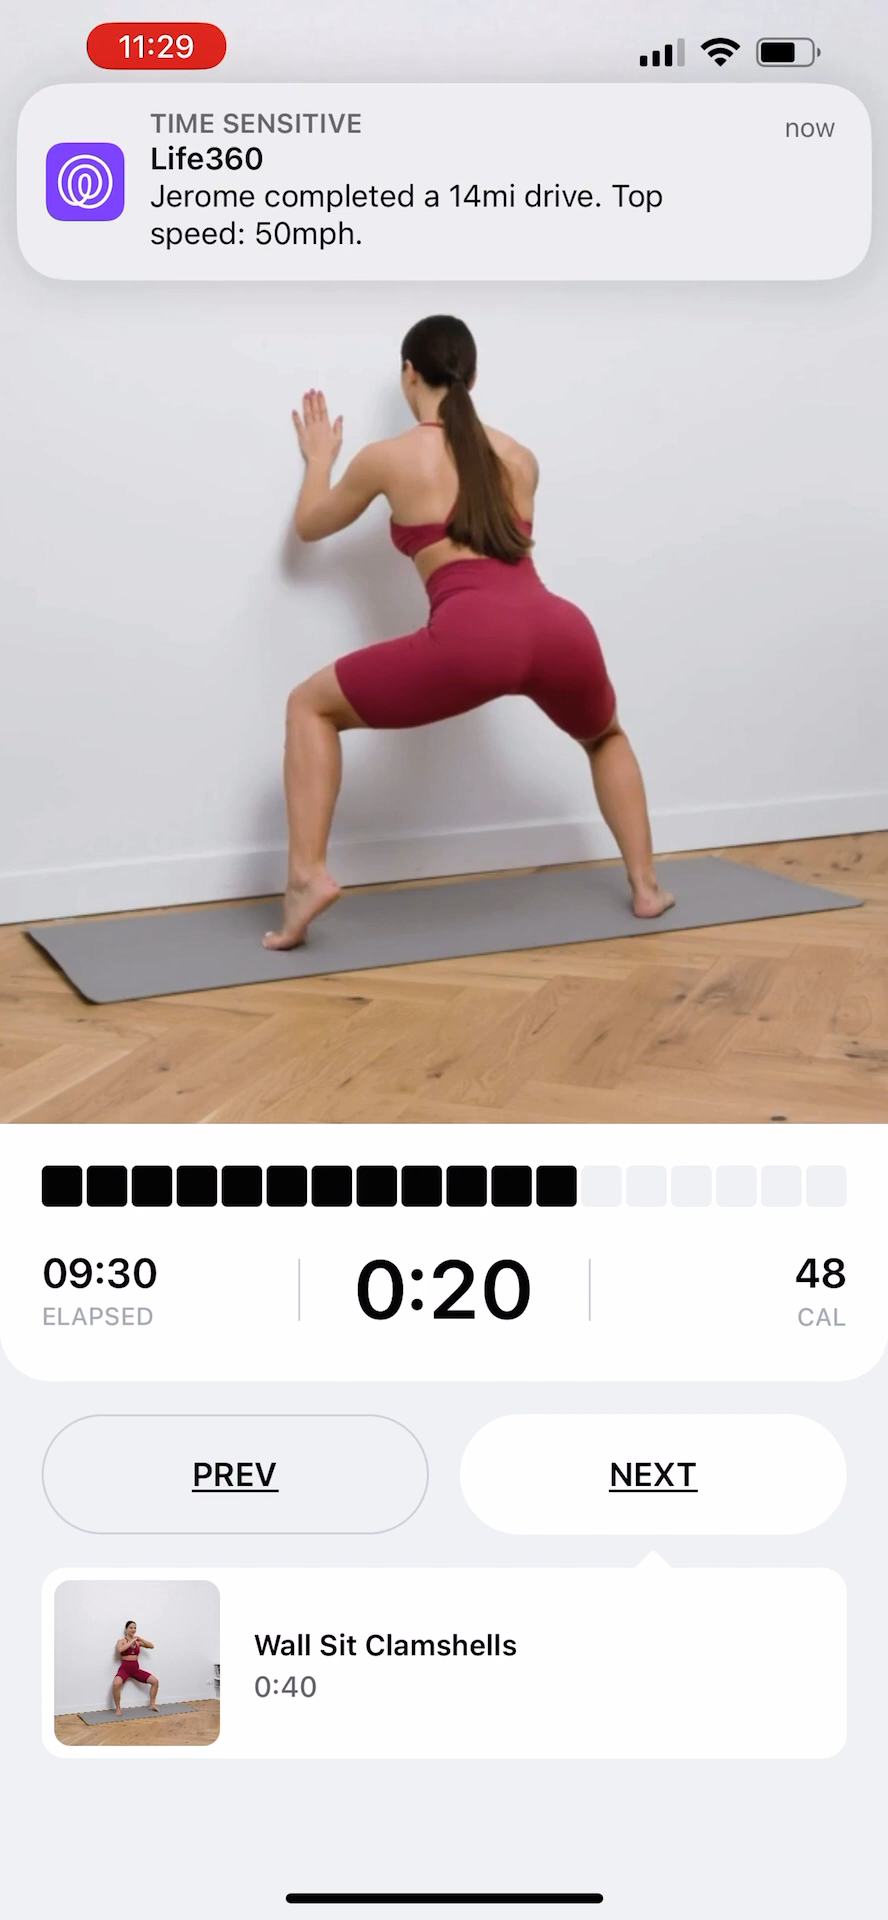 11:29
TIME SENSITIVE
now
Life360
Jerome completed a 14mi drive. Top
speed: 50mph.
09:30
ELAPSED
0:20
48
CAL
PREV
NEXT
Wall Sit Clamshells
0:40